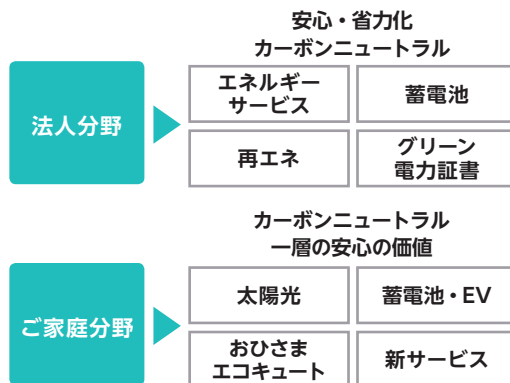 安心・省力化
カーボンニュートラル
法人分野
エネルギー
サービス
蓄電池
再エネ
グリーン
電力証書
カーボンニュートラル
一層の安心の価値
ご家庭分野
太陽光
蓄電池・EV
おひさま
エコキュート
新サービス